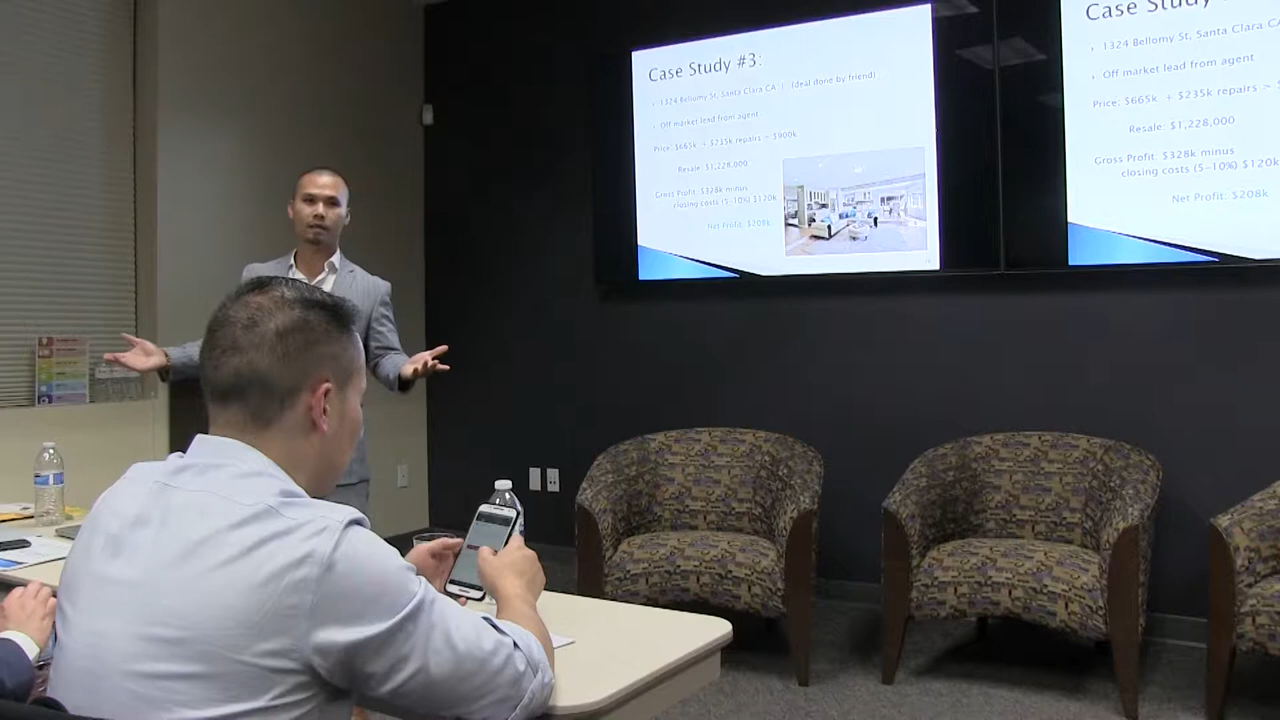 Case Study #3:
1324 Bellomy St, Santa Clara CA | (deal done by friend)
Off market lead from agent
Price: $665k + $235k repairs = $900k
Resale: $1,228,000
Gross Profit: $328k minus
closing costs (5-10%) $120k
Net Profit: $208k
Case Study
1324 Bellomy St, Santa Clara
Off market lead from agent
Price: $665k + $235k repairs =
Resale: $1,228,000
Gross Profit: $328k minus
closing costs (5-10%) $120k
Net Profit: $208k